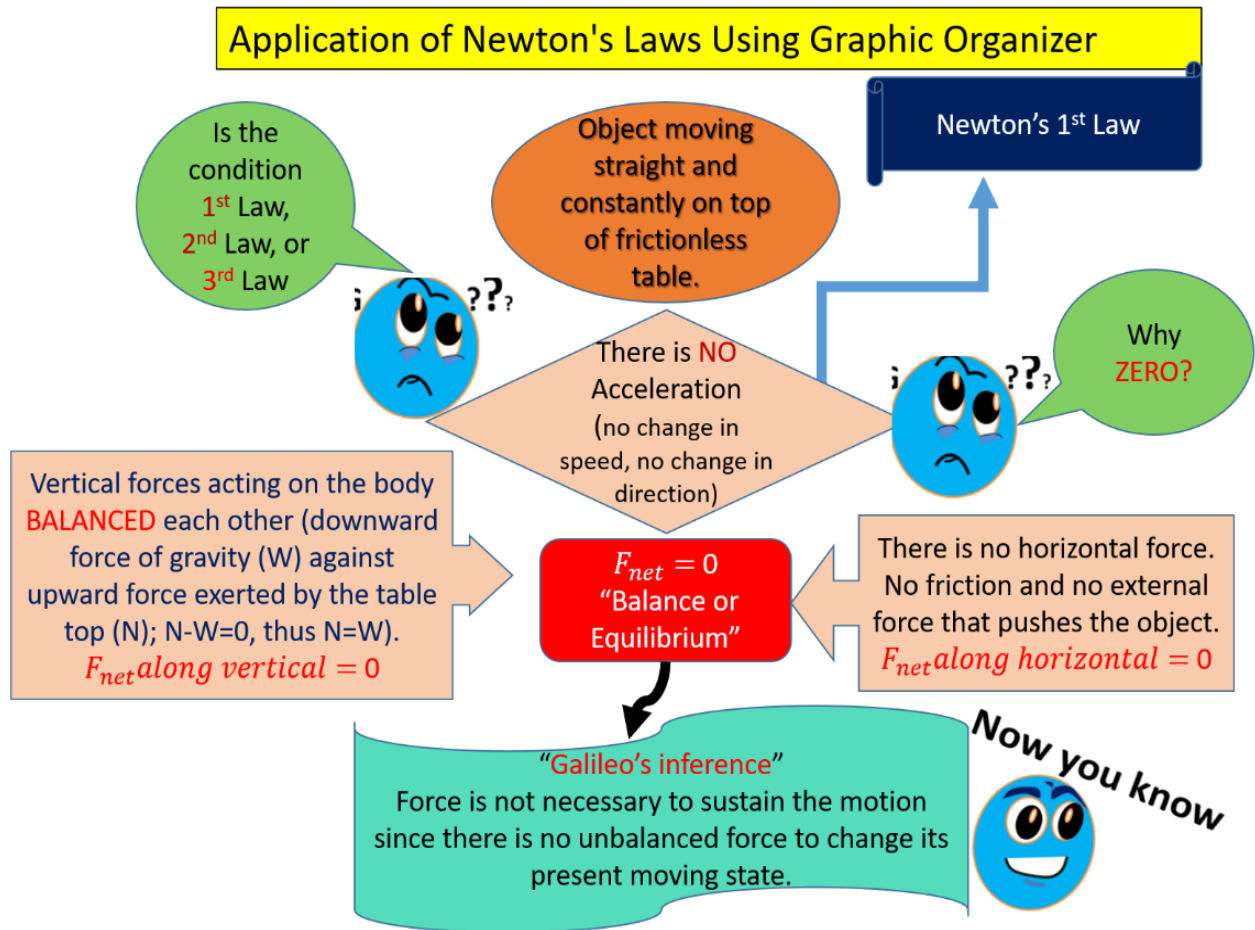 Application of Newton's Laws Using Graphic Organizer
Is the
condition
1st Law,
2nd Law, or
3rd Law
Object moving
straight and
constantly on top
of frictionless
table.
Newton’s 1st Law
G ???
There is NO
Acceleration
(no change in
speed, no change in
direction)
G ???
Why
ZERO?
Vertical forces acting on the body
BALANCED each other (downward
force of gravity (W) against
upward force exerted by the table
top (N); N-W=0, thus N=W).
Fnet along vertical = 0
Fnet = 0
“Balance or
Equilibrium”
There is no horizontal force.
No friction and no external
force that pushes the object.
Fnet along horizontal = 0
“Galileo’s inference”
Force is not necessary to sustain the motion
since there is no unbalanced force to change its
present moving state.
Now you know